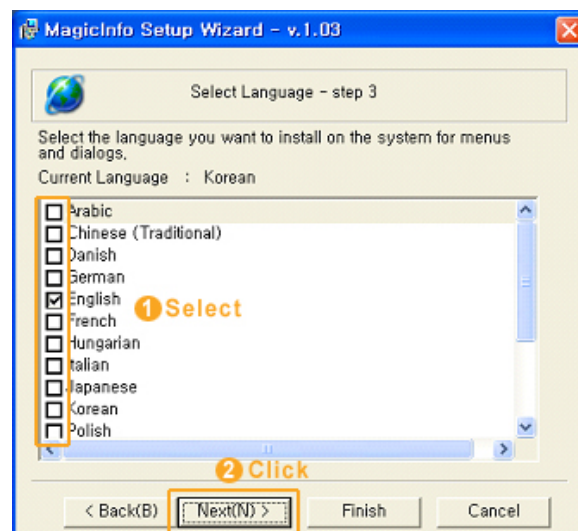 MagicInfo Setup Wizard - v.1.03
Select Language - step 3
Select the language you want to install on the system for menus
and dialogs.
Current Language : Korean
Arabic
Chinese (Traditional)
Danish
German
English
1 Select
French
Hungarian
Italian
Japanese
Korean
Polish
2 Click
< Back(B)
Next(N) >
Finish
Cancel